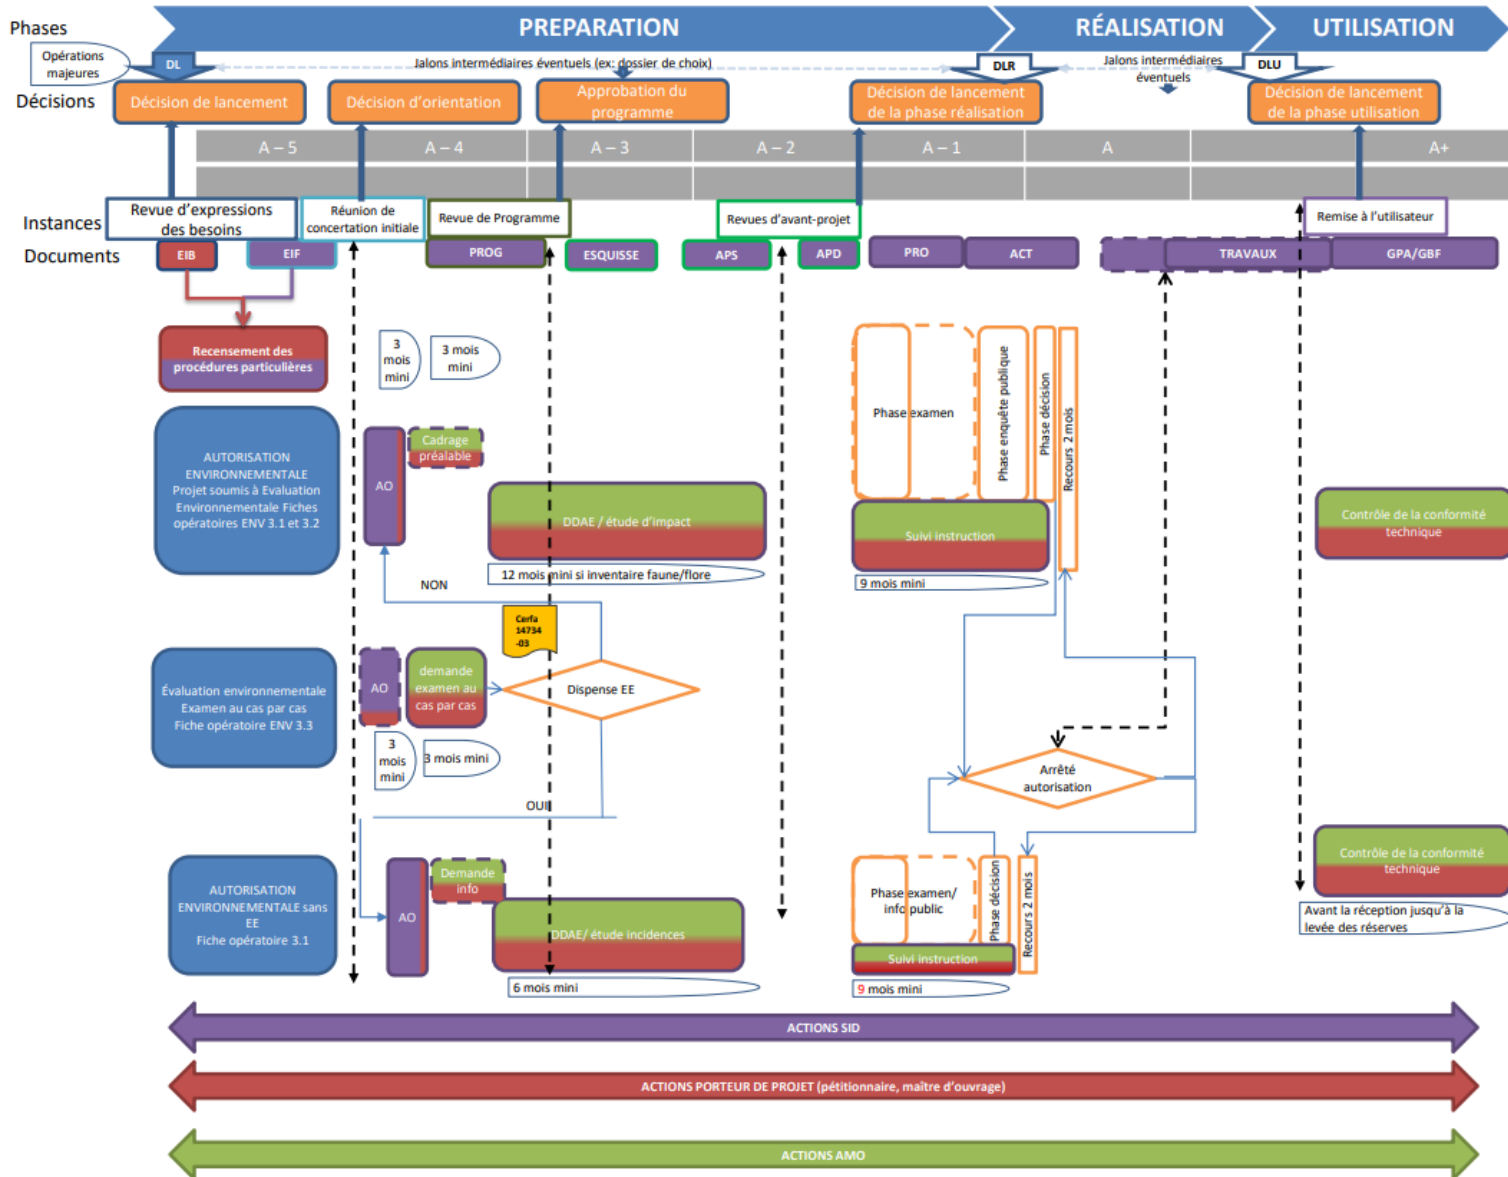 Phases
PREPARATION
RÉALISATION
UTILISATION
Opérations
majeures
DL
Jalons intermédiaires éventuels (ex: dossier de choix)
DLR
Jalons intermédiaires
éventuels
DLU
Décisions
Décision de lancement
Décision d'orientation
Approbation du
programme
Décision de lancement
de la phase réalisation
Décision de lancement
de la phase utilisation
A – 5
A – 4
A – 3
A – 2
A – 1
A
A+
Instances
Revue d'expressions
des besoins
Réunion de
concertation initiale
Revue de Programme
Revues d'avant-projet
Remise à l'utilisateur
Documents
EIB
EIF
PROG
ESQUISSE
APS
APD
PRO
ACT
TRAVAUX
GPA/GBF
Recensement des
procédures particulières
3
mois
mini
3 mois
mini
Phase examen
Phase enquête publique
Phase décision
Recours 2 mois
AUTORISATION
ENVIRONNEMENTALE
Projet soumis à Evaluation
Environnementale Fiches
opératoires ENV 3.1 et 3.2
AO
Cadrage
préalable
DDAE / étude d'impact
12 mois mini si inventaire faune/flore
Suivi instruction
9 mois mini
Contrôle de la conformité
technique
NON
Cerfa
14734
-03
Évaluation environnementale
Examen au cas par cas
Fiche opératoire ENV 3.3
AO
demande
examen au
cas par cas
Dispense EE
3
mois
mini
3 mois mini
OUI
Arrêté
autorisation
AUTORISATION
ENVIRONNEMENTALE sans
EE
Fiche opératoire 3.1
AO
Demande
info
DDAE/ étude incidences
6 mois mini
Phase examen/
info public
Phase décision
Recours 2 mois
Suivi instruction
9 mois mini
Contrôle de la conformité
technique
Avant la réception jusqu'à la
levée des réserves
ACTIONS SID
ACTIONS PORTEUR DE PROJET (pétitionnaire, maître d'ouvrage)
ACTIONS AMO